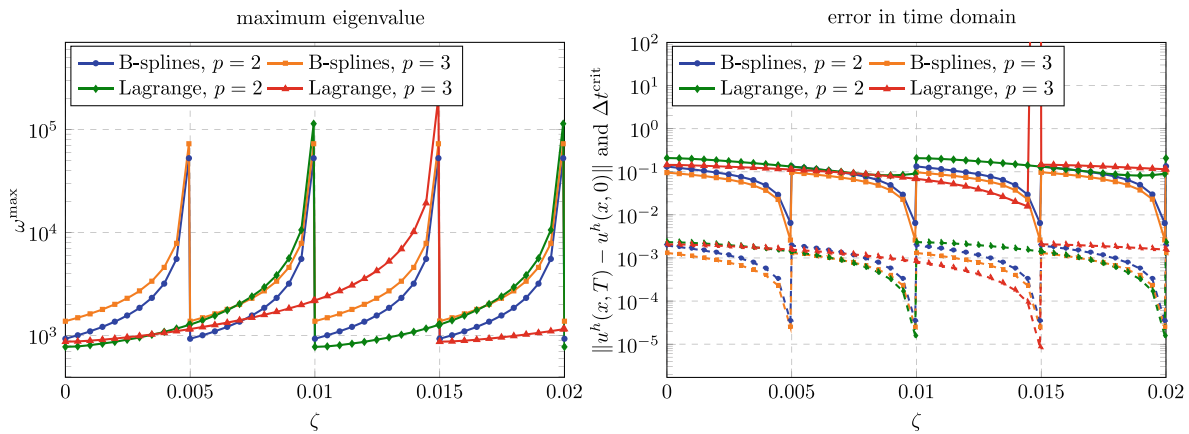 maximum eigenvalue
B-splines, p = 2 B-splines, p = 3
Lagrange, p = 2 Lagrange, p = 3
10^5
10^4
10^3
ω^max
0 0.005 0.01 0.015 0.02
ζ
error in time domain
B-splines, p = 2 B-splines, p = 3
Lagrange, p = 2 Lagrange, p = 3
10^2
10^1
10^0
10^−1
10^−2
10^−3
10^−4
10^−5
||u^h(x, T) − u^h(x, 0)|| and Δt^crit
0 0.005 0.01 0.015 0.02
ζ